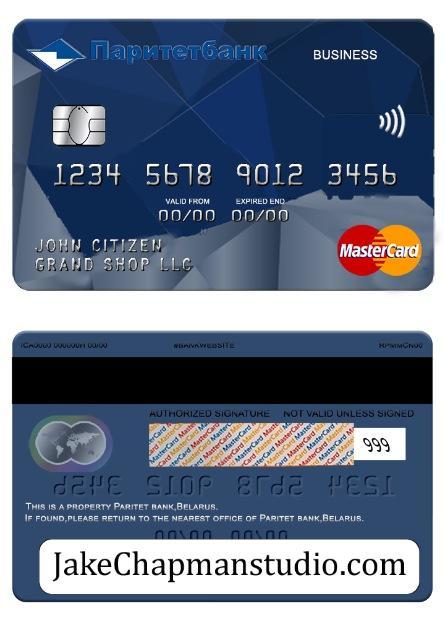 Паритетбанк
BUSINESS
1234 5678 9012 3456
VALID FROM EXPIRED END
00/00 00/00
JOHN CITIZEN
GRAND SHOP LLC
MasterCard
#BANKWEBSITE
AUTHORIZED SIGNATURE NOT VALID UNLESS SIGNED
999
THIS IS A PROPERTY PARITET BANK,BELARUS.
IF FOUND,PLEASE RETURN TO THE NEAREST OFFICE OF PARITET BANK,BELARUS.
JakeChapmanstudio.com